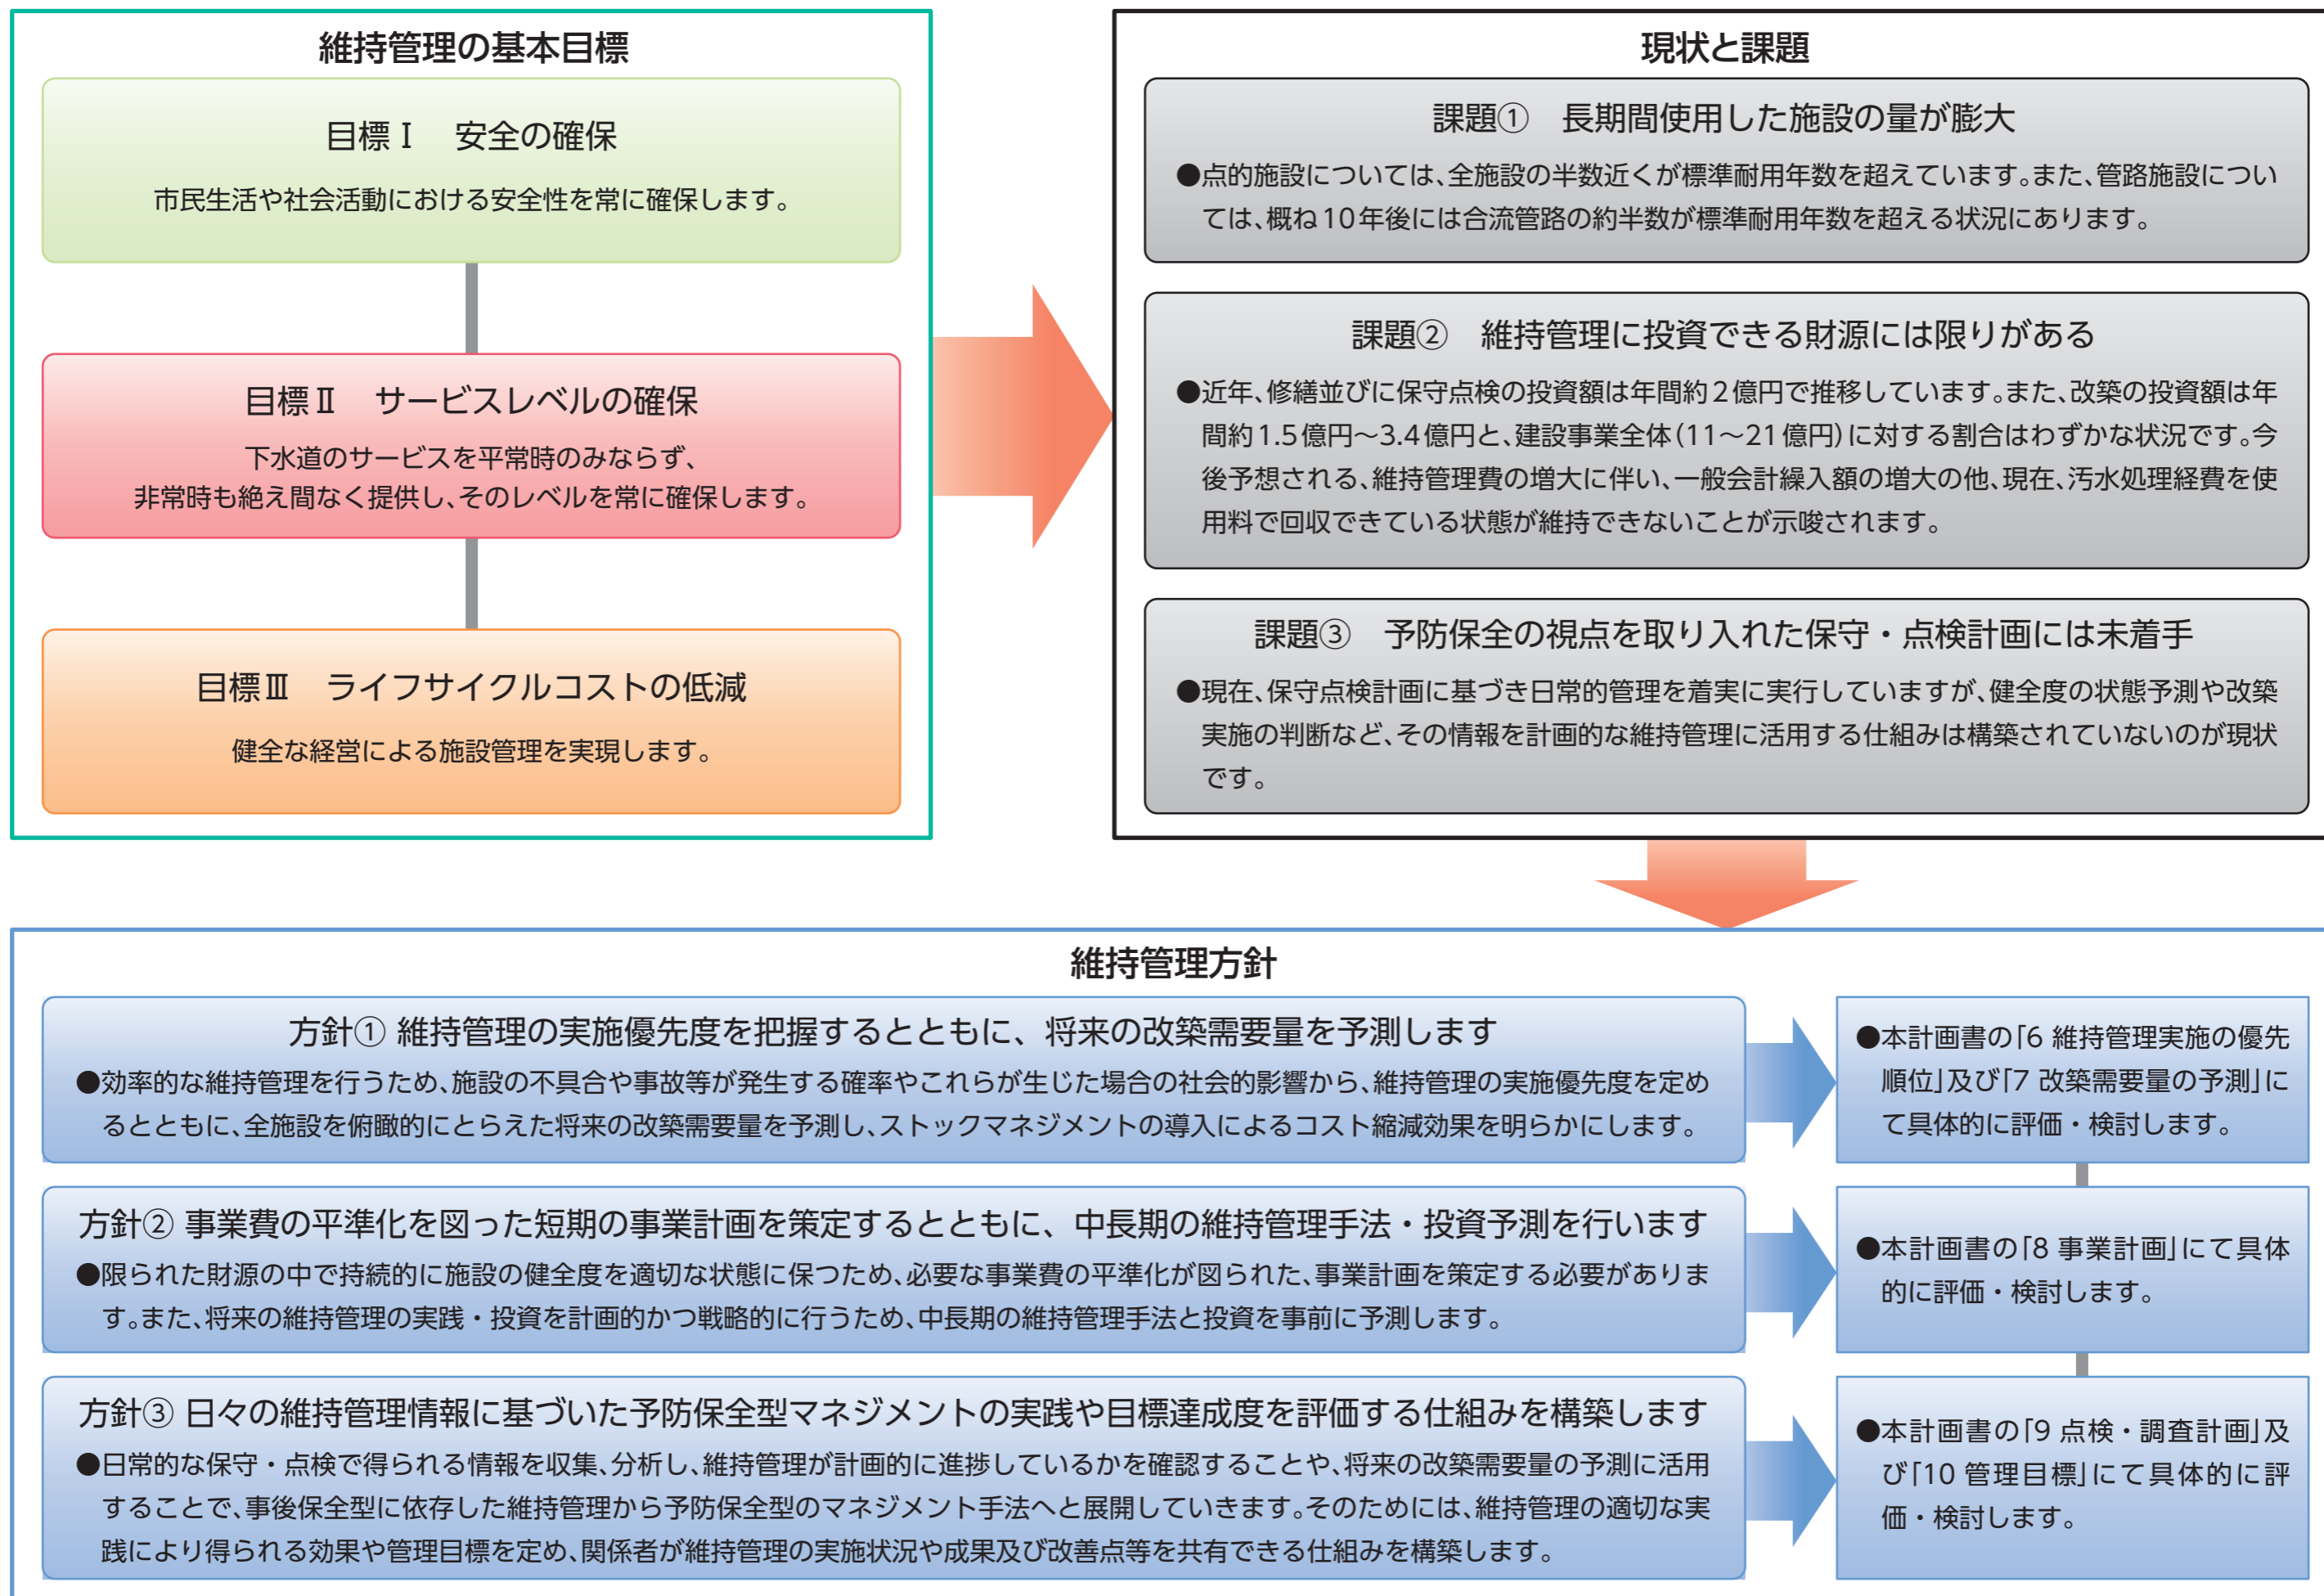 維持管理の基本目標
目標Ⅰ　安全の確保
市民生活や社会活動における安全性を常に確保します。
目標Ⅱ　サービスレベルの確保
下水道のサービスを平常時のみならず、
非常時も絶え間なく提供し、そのレベルを常に確保します。
目標Ⅲ　ライフサイクルコストの低減
健全な経営による施設管理を実現します。
現状と課題
課題①　長期間使用した施設の量が膨大
●点的施設については、全施設の半数近くが標準耐用年数を超えています。また、管路施設につい
ては、概ね10年後には合流管路の約半数が標準耐用年数を超える状況にあります。
課題②　維持管理に投資できる財源には限りがある
●近年、修繕並びに保守点検の投資額は年間約2億円で推移しています。また、改築の投資額は年
間約1.5億円～3.4億円と、建設事業全体(11～21億円)に対する割合はわずかな状況です。今
後予想される、維持管理費の増大に伴い、一般会計繰入額の増大の他、現在、汚水処理経費を使
用料で回収できている状態が維持できないことが示唆されます。
課題③　予防保全の視点を取り入れた保守・点検計画には未着手
●現在、保守点検計画に基づき日常的管理を着実に実行していますが、健全度の状態予測や改築
実施の判断など、その情報を計画的な維持管理に活用する仕組みは構築されていないのが現状
です。
維持管理方針
方針① 維持管理の実施優先度を把握するとともに、将来の改築需要量を予測します
●効率的な維持管理を行うため、施設の不具合や事故等が発生する確率やこれらが生じた場合の社会的影響から、維持管理の実施優先度を定め
るとともに、全施設を俯瞰的にとらえた将来の改築需要量を予測し、ストックマネジメントの導入によるコスト縮減効果を明らかにします。
●本計画書の「6 維持管理実施の優先
順位」及び「7 改築需要量の予測」に
て具体的に評価・検討します。
方針② 事業費の平準化を図った短期の事業計画を策定するとともに、中長期の維持管理手法・投資予測を行います
●限られた財源の中で持続的に施設の健全度を適切な状態に保つため、必要な事業費の平準化が図られた、事業計画を策定する必要がありま
す。また、将来の維持管理の実践・投資を計画的かつ戦略的に行うため、中長期の維持管理手法と投資を事前に予測します。
●本計画書の「8 事業計画」にて具体
的に評価・検討します。
方針③ 日々の維持管理情報に基づいた予防保全型マネジメントの実践や目標達成度を評価する仕組みを構築します
●日常的な保守・点検で得られる情報を収集、分析し、維持管理が計画的に進捗しているかを確認することや、将来の改築需要量の予測に活用
することで、事後保全型に依存した維持管理から予防保全型のマネジメント手法へと展開していきます。そのためには、維持管理の適切な実
践により得られる効果や管理目標を定め、関係者が維持管理の実施状況や成果及び改善点等を共有できる仕組みを構築します。
●本計画書の「9 点検・調査計画」及
び「10 管理目標」にて具体的に評
価・検討します。